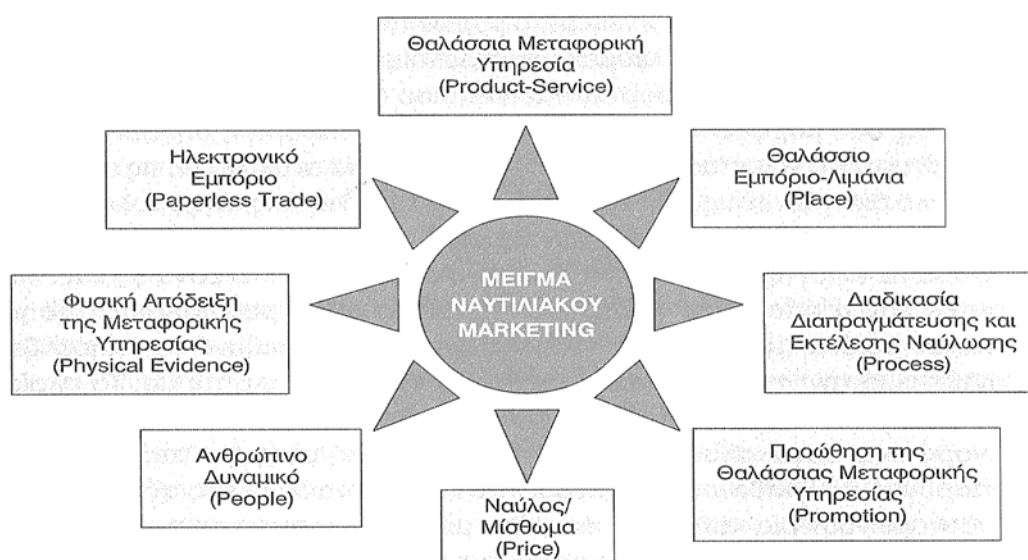 Θαλάσσια Μεταφορική
Υπηρεσία
(Product-Service)
Ηλεκτρονικό
Εμπόριο
(Paperless Trade)
Θαλάσσιο
Εμπόριο-Λιμάνια
(Place)
ΜΕΙΓΜΑ
ΝΑΥΤΙΛΙΑΚΟΥ
MARKETING
Φυσική Απόδειξη
της Μεταφορικής
Υπηρεσίας
(Physical Evidence)
Διαδικασία
Διαπραγμάτευσης και
Εκτέλεσης Ναύλωσης
(Process)
Ανθρώπινο
Δυναμικό
(People)
Ναύλος/
Μίσθωμα
(Price)
Προώθηση της
Θαλάσσιας Μεταφορικής
Υπηρεσίας
(Promotion)